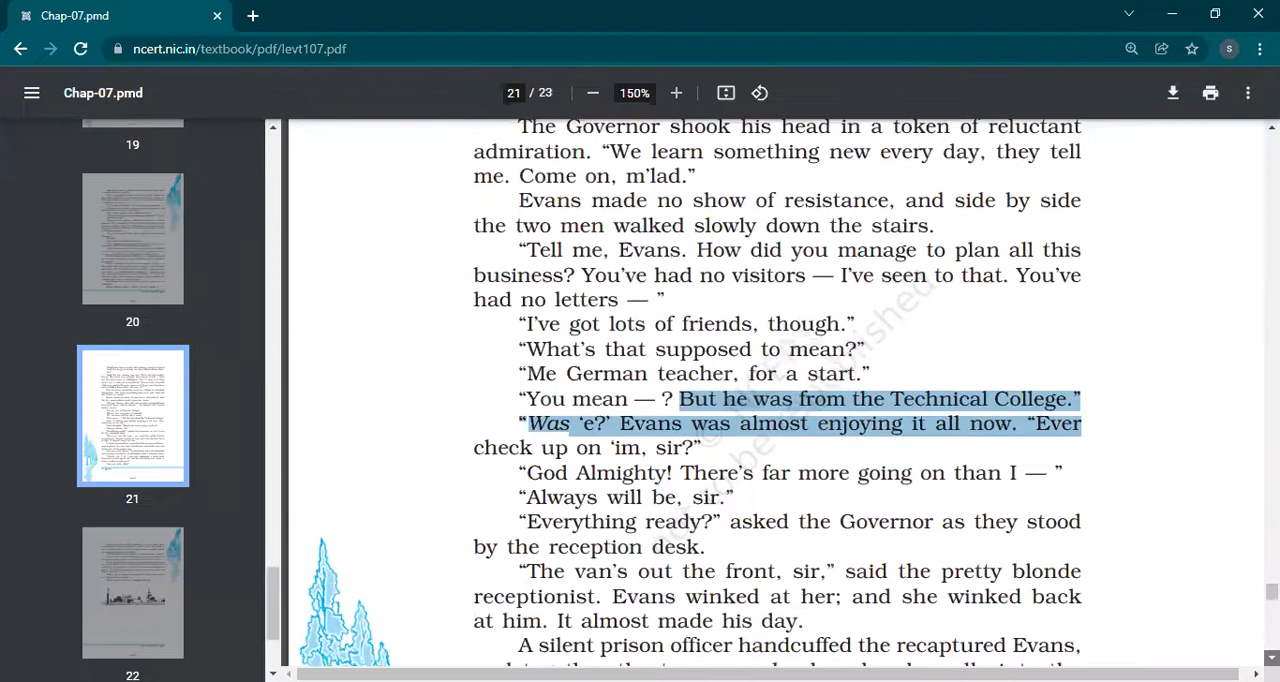 Chap-07.pmd
ncert.nic.in/textbook/pdf/levt107.pdf
S
Chap-07.pmd
21 / 23
150%
19
20
21
22
The Governor shook his head in a token of reluctant
admiration. “We learn something new every day, they tell
me. Come on, m’lad.”
Evans made no show of resistance, and side by side
the two men walked slowly down the stairs.
“Tell me, Evans. How did you manage to plan all this
business? You’ve had no visitors — I’ve seen to that. You’ve
had no letters — ”
“I’ve got lots of friends, though.”
“What’s that supposed to mean?”
“Me German teacher, for a start.”
“You mean — ? But he was from the Technical College.”
“Was ‘e?’ Evans was almost enjoying it all now. “Ever
check up on ‘im, sir?”
“God Almighty! There’s far more going on than I — ”
“Always will be, sir.”
“Everything ready?” asked the Governor as they stood
by the reception desk.
“The van’s out the front, sir,” said the pretty blonde
receptionist. Evans winked at her; and she winked back
at him. It almost made his day.
A silent prison officer handcuffed the recaptured Evans,